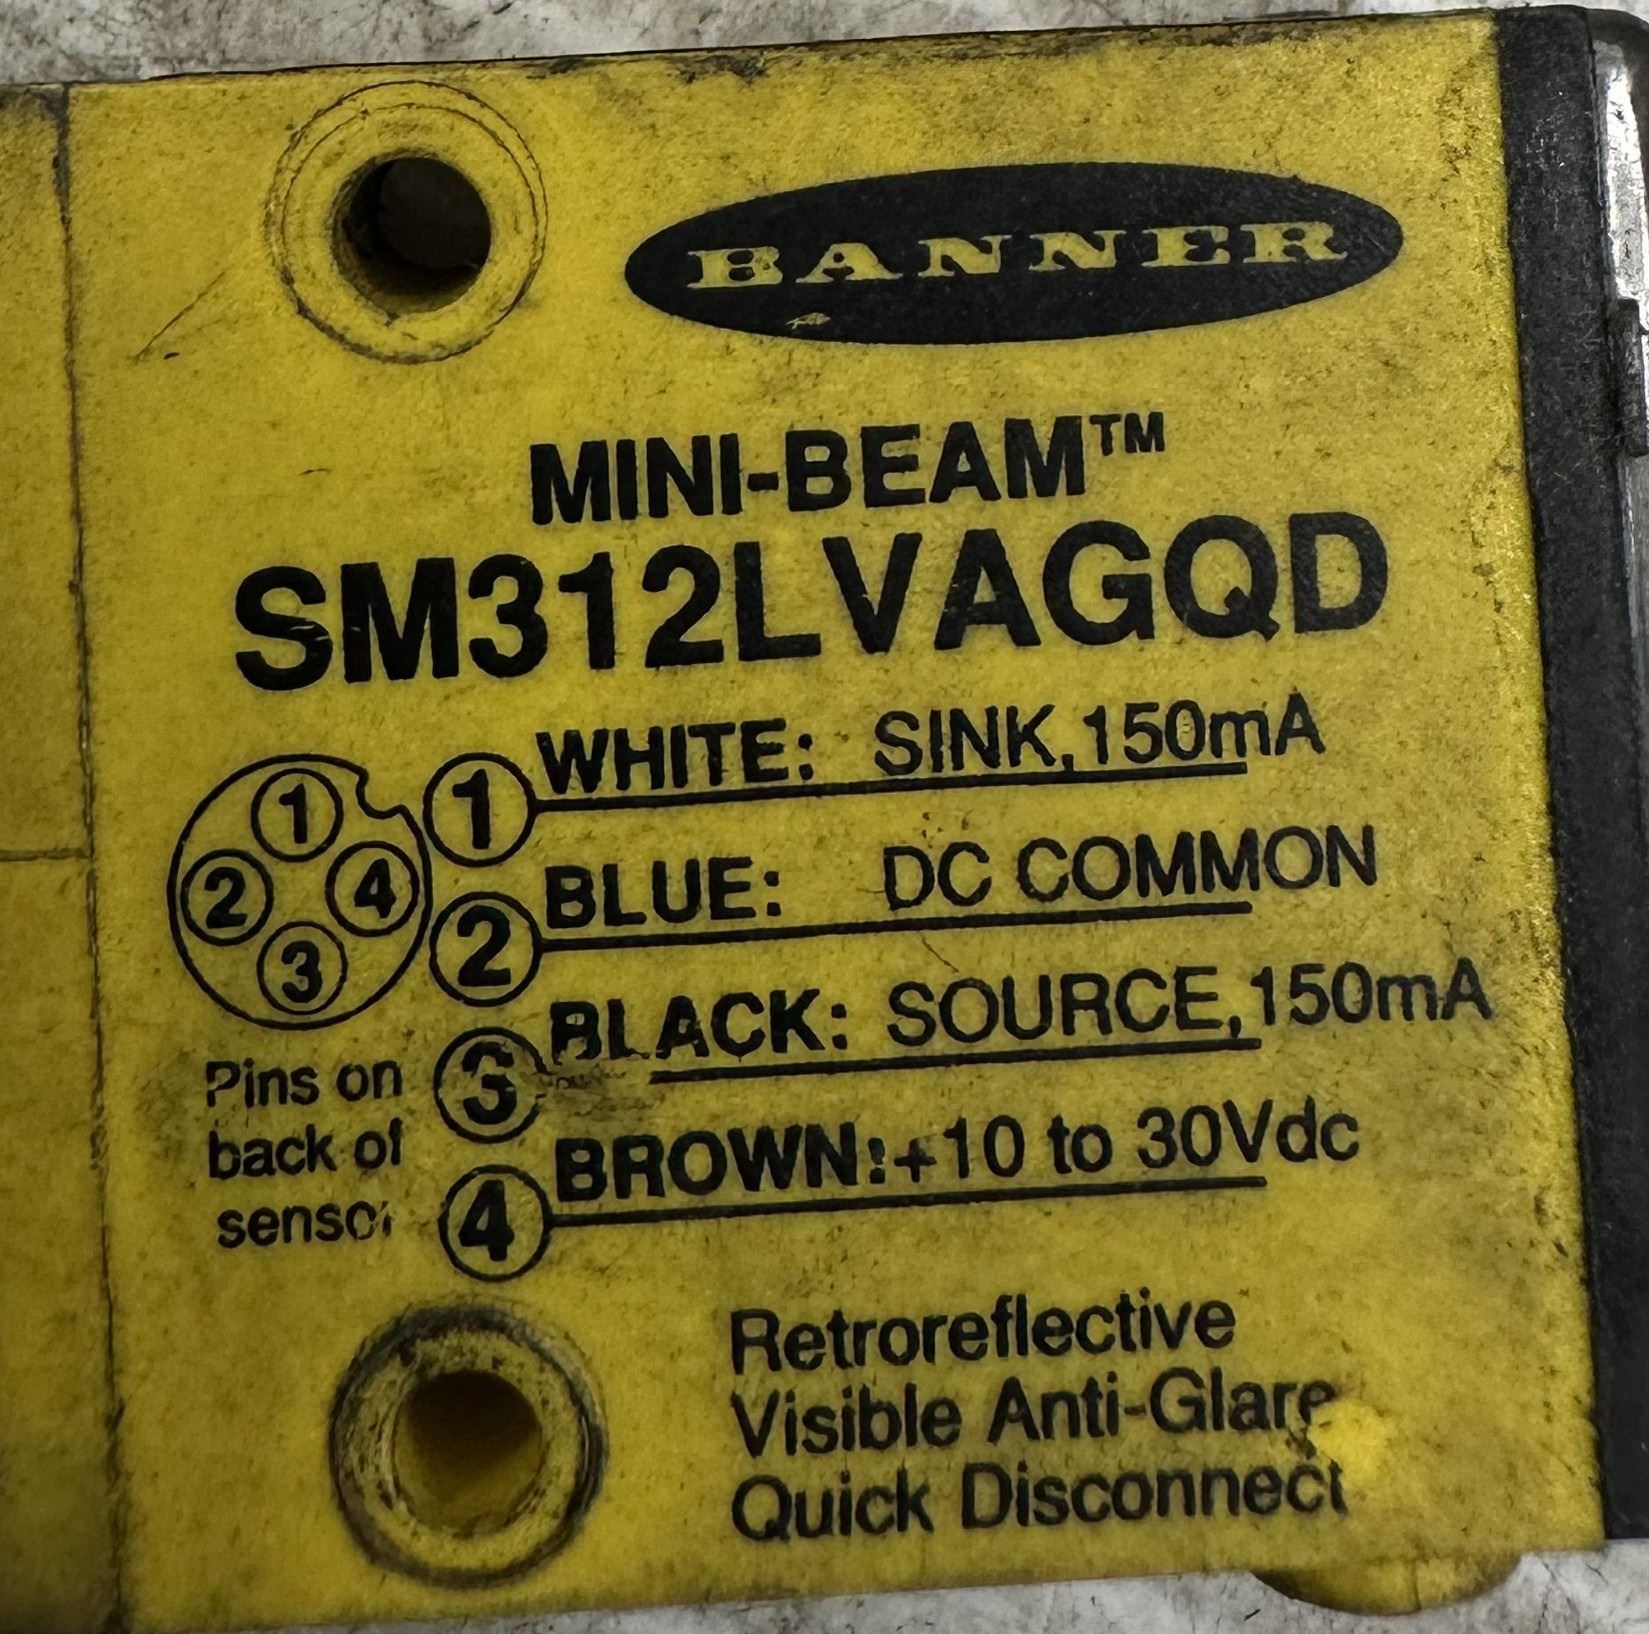 BANNER
MINI-BEAM™
SM312LVAGQD
1 WHITE: SINK,150mA
1
2 4
3
2 BLUE: DC COMMON
3 BLACK: SOURCE,150mA
4 BROWN:+10 to 30Vdc
Pins on
back of
sensor
Retroreflective
Visible Anti-Glare
Quick Disconnect